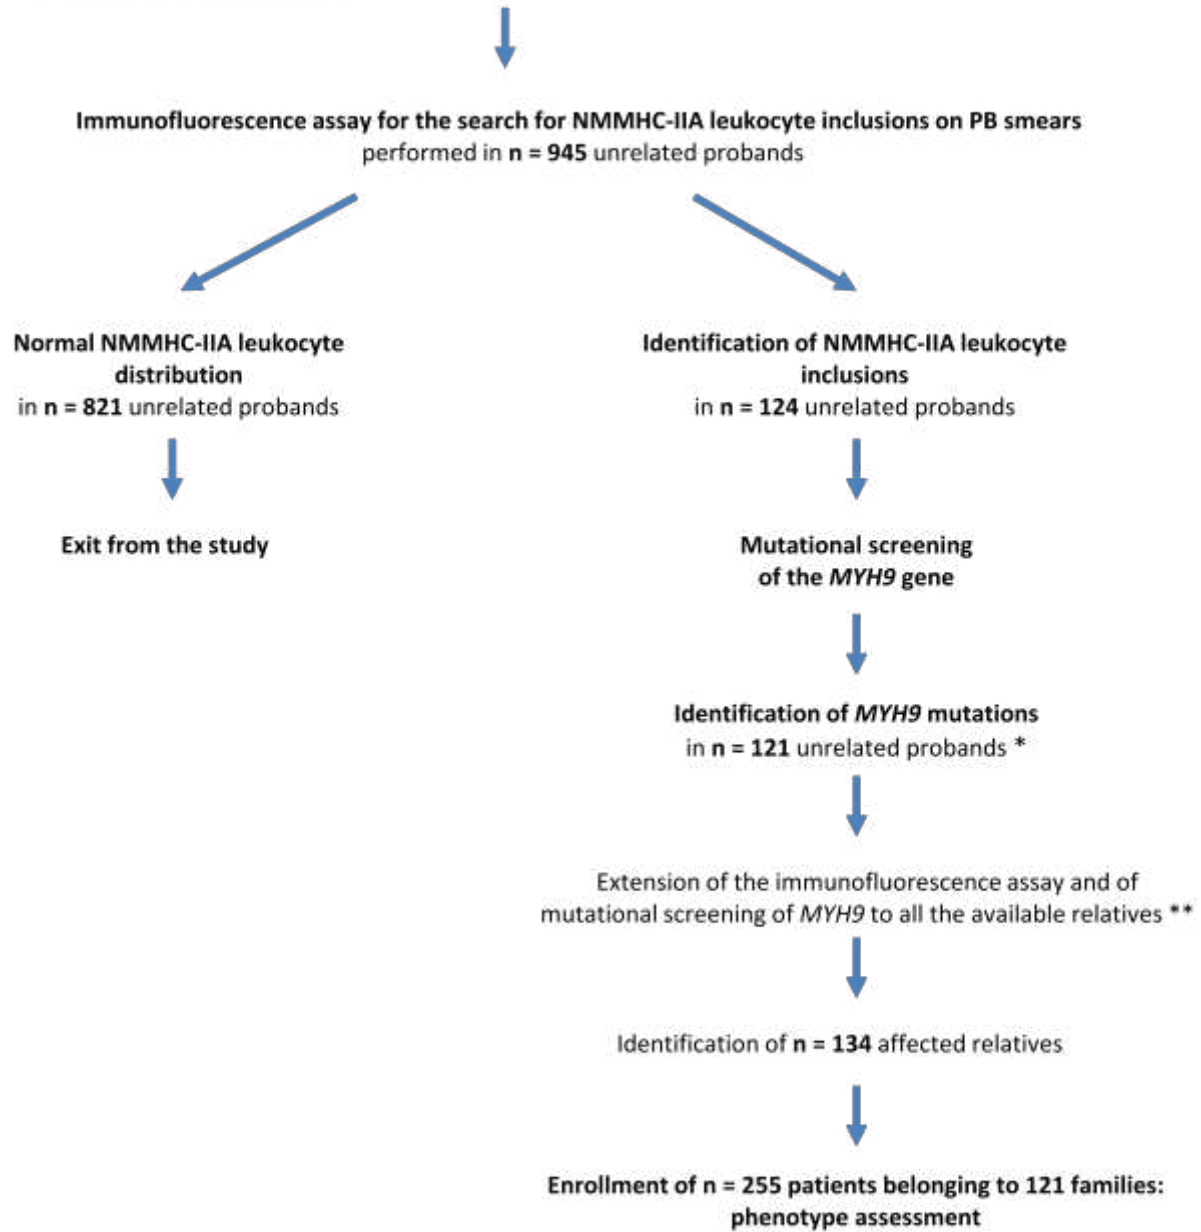 Immunofluorescence assay for the search for NMMHC-IIA leukocyte inclusions on PB smears
performed in n = 945 unrelated probands
Normal NMMHC-IIA leukocyte
distribution
in n = 821 unrelated probands
Exit from the study
Identification of NMMHC-IIA leukocyte
inclusions
in n = 124 unrelated probands
Mutational screening
of the MYH9 gene
Identification of MYH9 mutations
in n = 121 unrelated probands *
Extension of the immunofluorescence assay and of
mutational screening of MYH9 to all the available relatives **
Identification of n = 134 affected relatives
Enrollment of n = 255 patients belonging to 121 families:
phenotype assessment